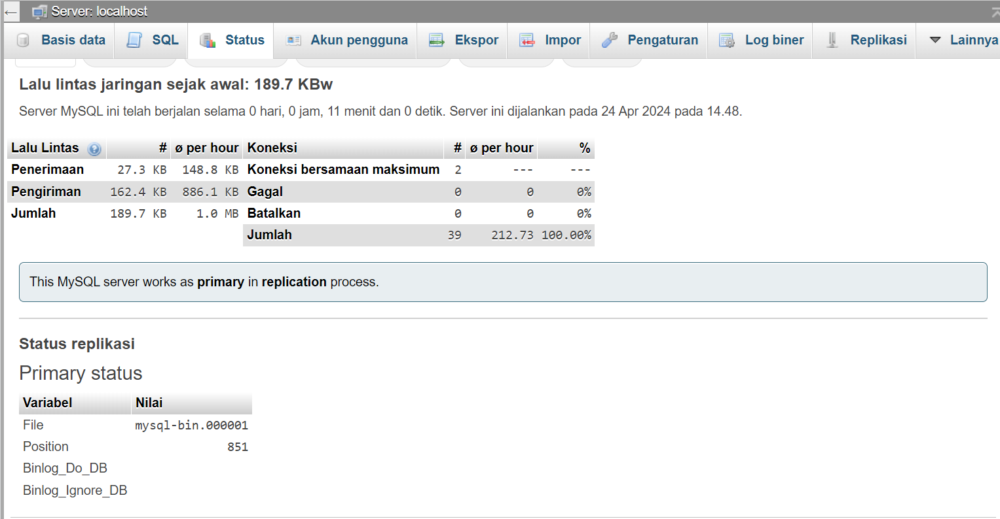 Server: localhost
Basis data SQL Status Akun pengguna Ekspor Impor Pengaturan Log biner Replikasi Lainnya
Lalu lintas jaringan sejak awal: 189.7 KBw
Server MySQL ini telah berjalan selama 0 hari, 0 jam, 11 menit dan 0 detik. Server ini dijalankan pada 24 Apr 2024 pada 14.48.
Lalu Lintas # ø per hour Koneksi # ø per hour %
Penerimaan 27.3 KB 148.8 KB Koneksi bersamaan maksimum 2 --- ---
Pengiriman 162.4 KB 886.1 KB Gagal 0 0 0%
Jumlah 189.7 KB 1.0 MB Batalkan 0 0 0%
Jumlah 39 212.73 100.00%
This MySQL server works as primary in replication process.
Status replikasi
Primary status
Variabel Nilai
File mysql-bin.000001
Position 851
Binlog_Do_DB
Binlog_Ignore_DB